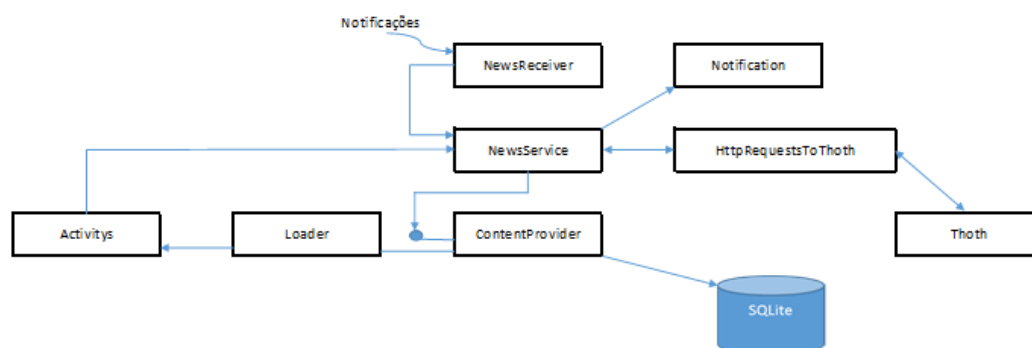 Notificações
NewsReceiver
Notification
NewsService
HttpRequestsToThoth
Activitys
Loader
ContentProvider
Thoth
SQLite